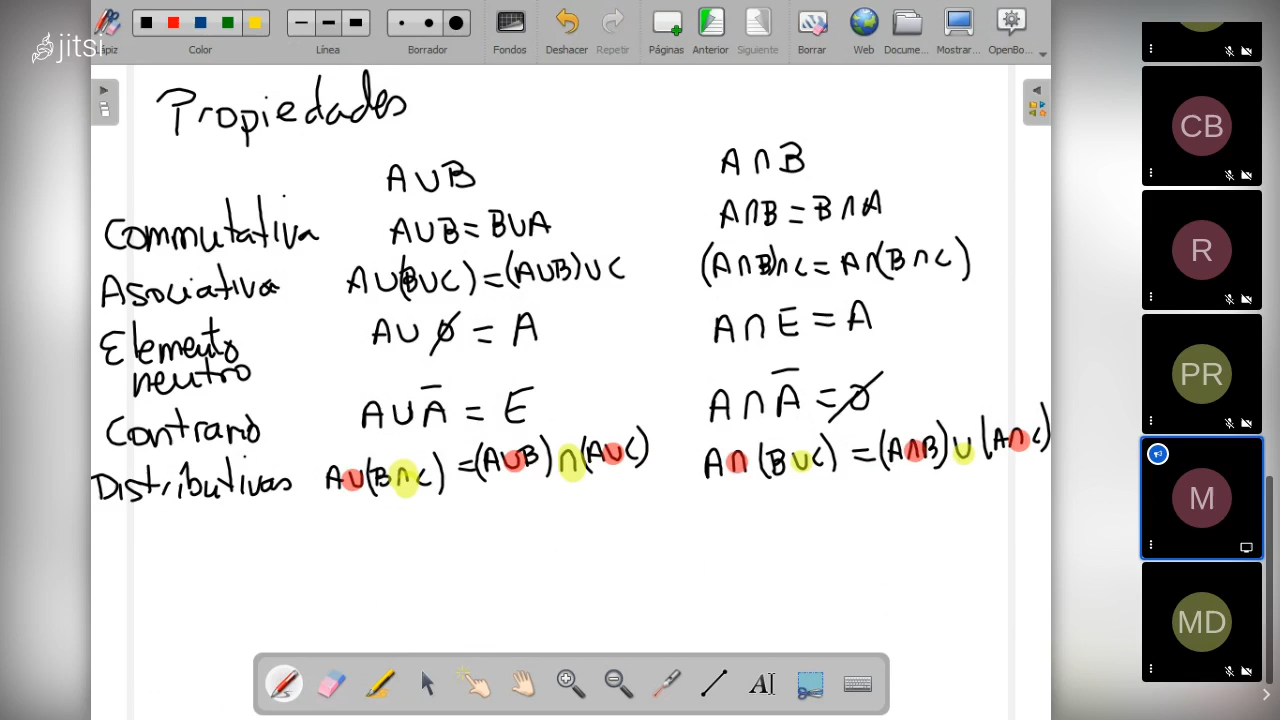 jitsi
Lápiz Color Línea Borrador Fondos Deshacer Repetir Páginas Anterior Siguiente Borrar Web Docume... Mostrar... OpenBo...
Propiedades
A∪B A∩B
Commutativa A∪B = B∪A A∩B = B∩A
Asociativa A∪(B∪C) = (A∪B)∪C (A∩B)∩C = A∩(B∩C)
Elemento neutro A∪∅ = A A∩E = A
Contrario A∪A̅ = E A∩A̅ = ∅
Distributivas A∪(B∩C) = (A∪B)∩(A∪C) A∩(B∪C) = (A∩B)∪(A∩C)
CB
R
PR
M
MD